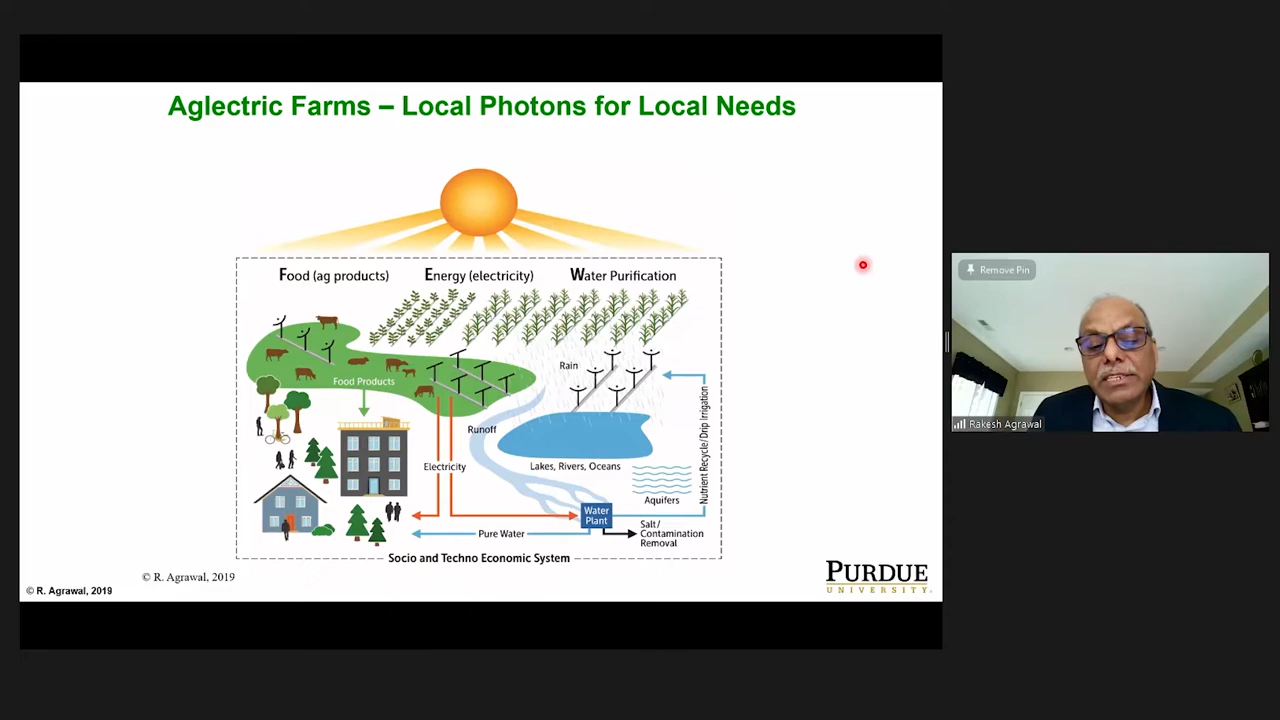 Aglectric Farms – Local Photons for Local Needs
Food (ag products)
Energy (electricity)
Water Purification
Rain
Food Products
Runoff
Electricity
Lakes, Rivers, Oceans
Aquifers
Nutrient Recycle/Drip Irrigation
Water
Plant
Salt/
Contamination
Removal
Pure Water
Socio and Techno Economic System
© R. Agrawal, 2019
© R. Agrawal, 2019
PURDUE
UNIVERSITY
Remove Pin
Rakesh Agrawal